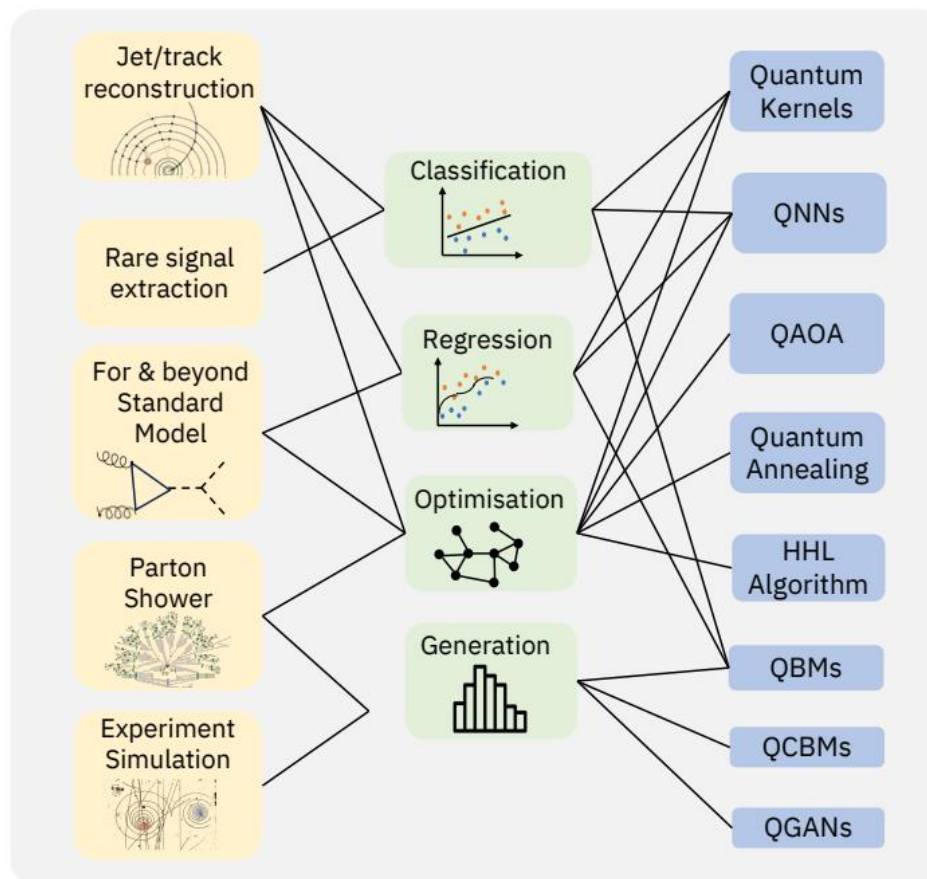 Jet/track
reconstruction
Rare signal
extraction
For & beyond
Standard
Model
Parton
Shower
Experiment
Simulation
Classification
Regression
Optimisation
Generation
Quantum
Kernels
QNNs
QAOA
Quantum
Annealing
HHL
Algorithm
QBMs
QCBMs
QGANs